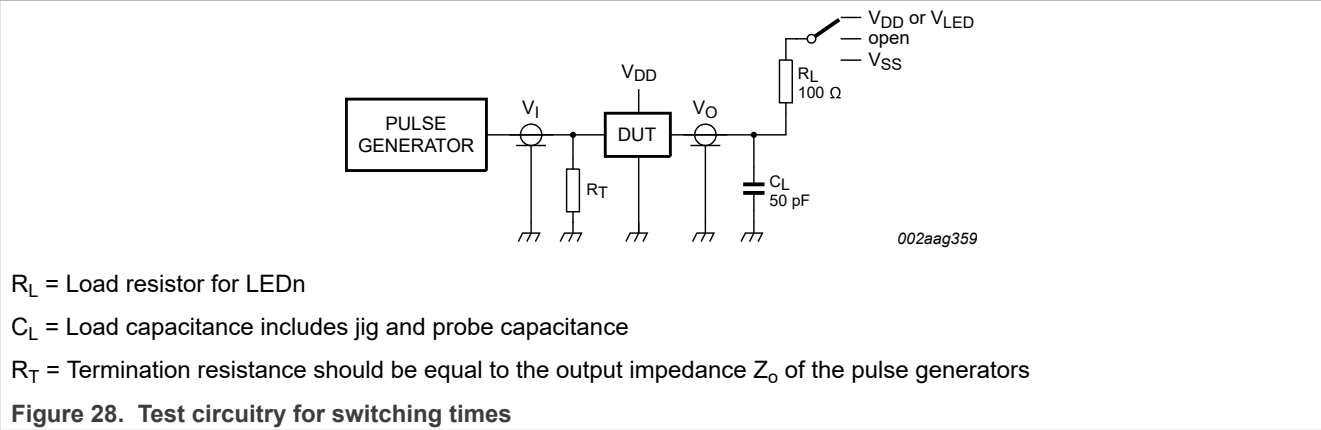 V_DD or V_LED
open
V_SS
R_L
100 Ω
V_DD
V_I
V_O
PULSE
GENERATOR
DUT
R_T
C_L
50 pF
002aag359
R_L = Load resistor for LEDn
C_L = Load capacitance includes jig and probe capacitance
R_T = Termination resistance should be equal to the output impedance Z_o of the pulse generators
Figure 28. Test circuitry for switching times